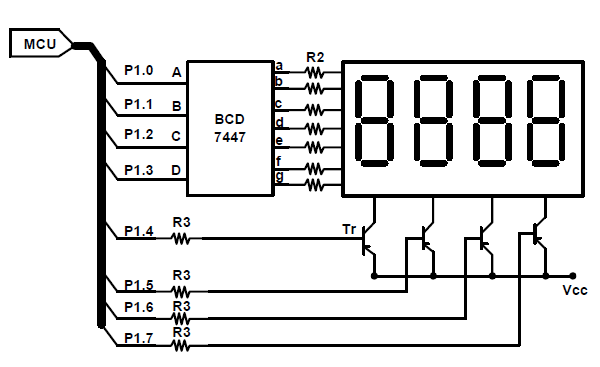 MCU
P1.0 A
P1.1 B
P1.2 C
P1.3 D
BCD
7447
a
b
c
d
e
f
g
R2
8888
P1.4 R3 Tr
P1.5 R3
P1.6 R3
P1.7 R3
Vcc